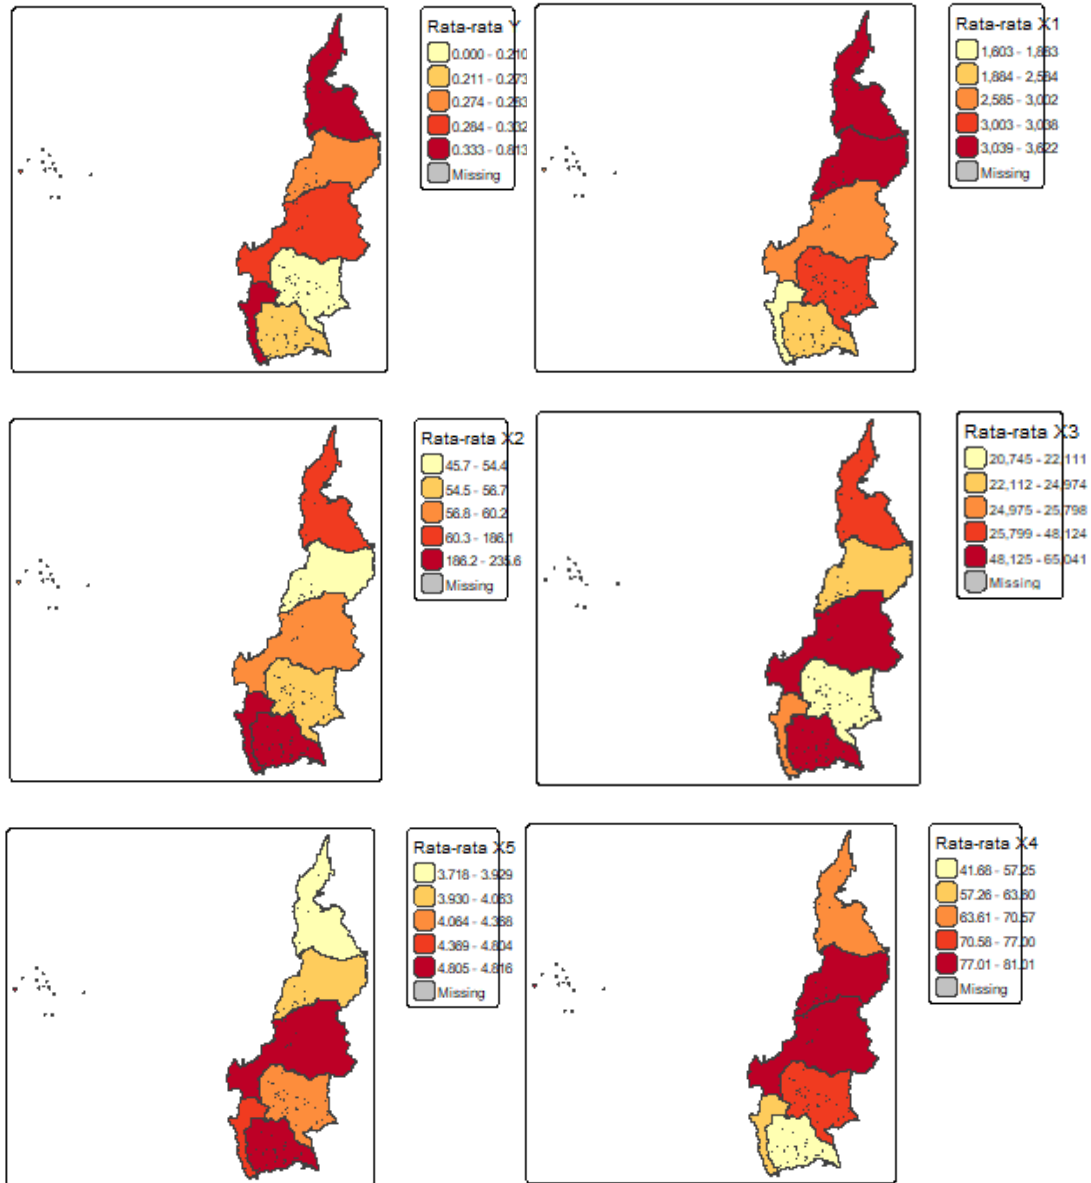 Rata-rata Y
0.000 - 0.210
0.211 - 0.273
0.274 - 0.283
0.284 - 0.332
0.333 - 0.813
Missing
Rata-rata X1
1,603 - 1,883
1,884 - 2,584
2,585 - 3,002
3,003 - 3,038
3,039 - 3,622
Missing
Rata-rata X2
45.7 - 54.4
54.5 - 56.7
56.8 - 60.2
60.3 - 186.1
186.2 - 235.6
Missing
Rata-rata X3
20,745 - 22,111
22,112 - 24,974
24,975 - 25,798
25,799 - 48,124
48,125 - 65,041
Missing
Rata-rata X5
3.718 - 3.929
3.930 - 4.063
4.064 - 4.368
4.369 - 4.804
4.805 - 4.816
Missing
Rata-rata X4
41.68 - 57.25
57.26 - 63.60
63.61 - 70.57
70.58 - 77.00
77.01 - 81.01
Missing